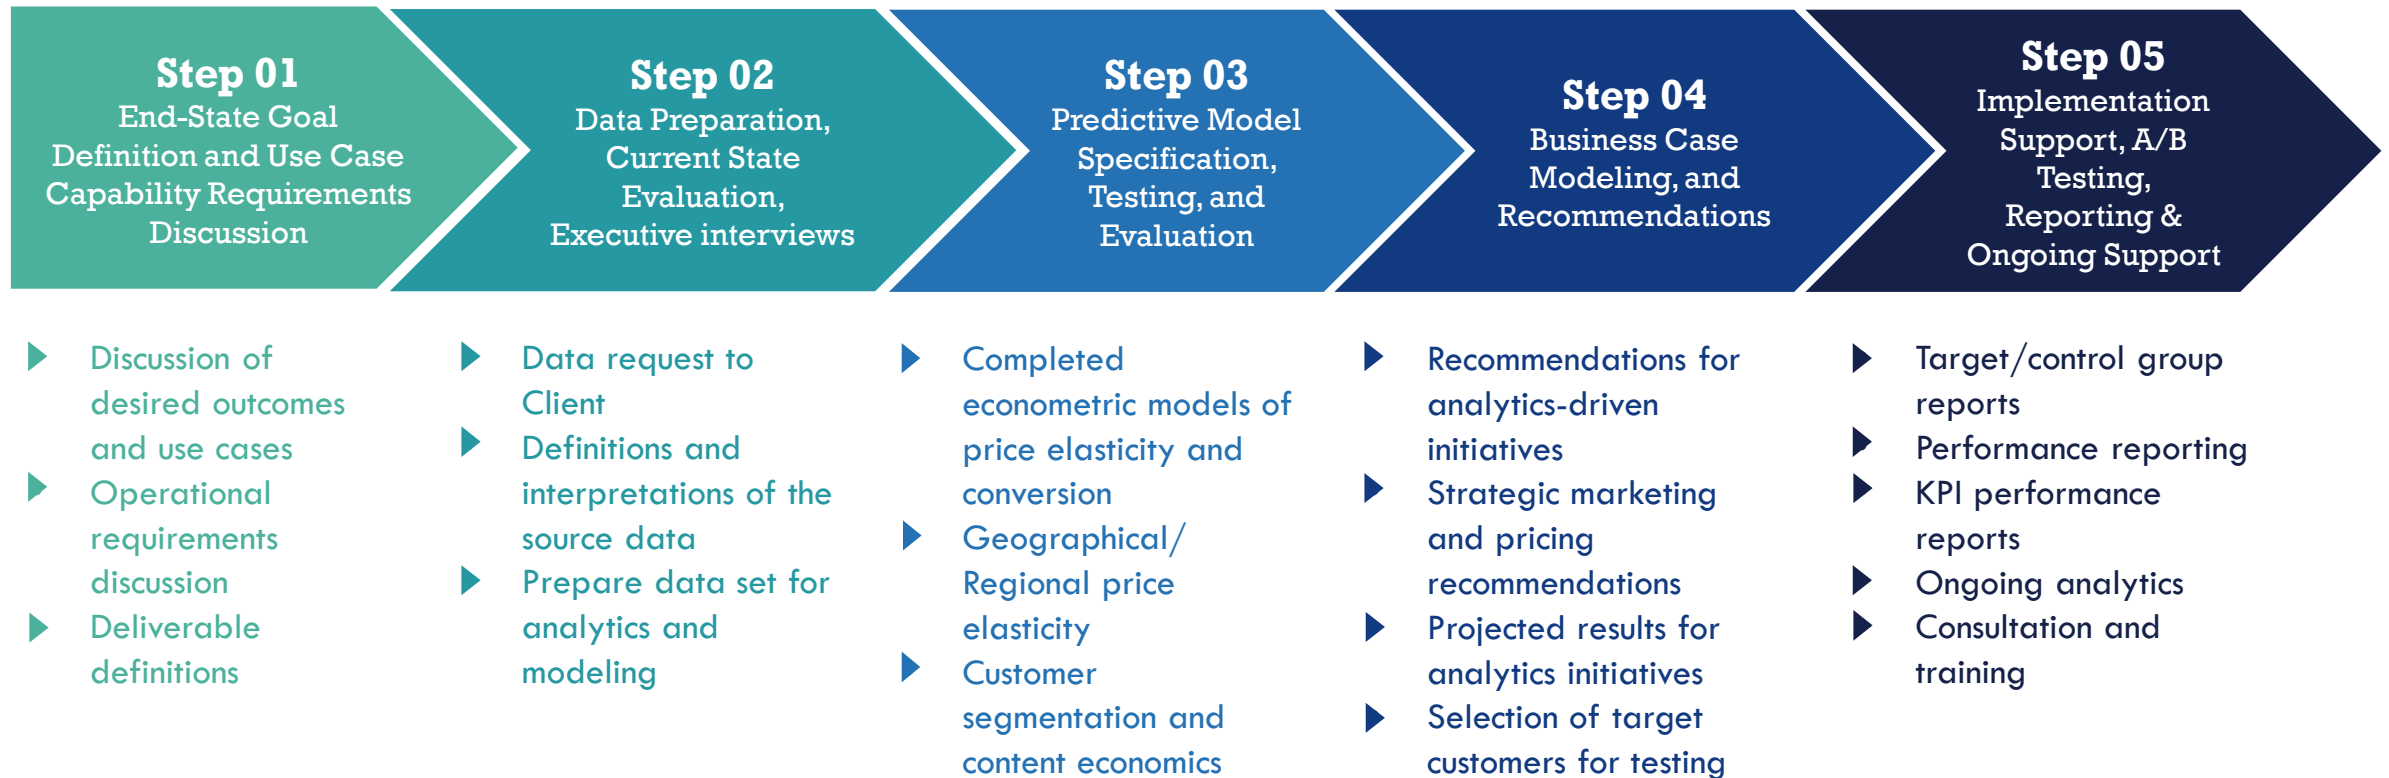 Step 01
End-State Goal
Definition and Use Case
Capability Requirements
Discussion
Step 02
Data Preparation,
Current State
Evaluation,
Executive interviews
Step 03
Predictive Model
Specification,
Testing, and
Evaluation
Step 04
Business Case
Modeling, and
Recommendations
Step 05
Implementation
Support, A/B
Testing,
Reporting &
Ongoing Support
Discussion of
desired outcomes
and use cases
Operational
requirements
discussion
Deliverable
definitions
Data request to
Client
Definitions and
interpretations of the
source data
Prepare data set for
analytics and
modeling
Completed
econometric models of
price elasticity and
conversion
Geographical/
Regional price
elasticity
Customer
segmentation and
content economics
Recommendations for
analytics-driven
initiatives
Strategic marketing
and pricing
recommendations
Projected results for
analytics initiatives
Selection of target
customers for testing
Target/control group
reports
Performance reporting
KPI performance
reports
Ongoing analytics
Consultation and
training